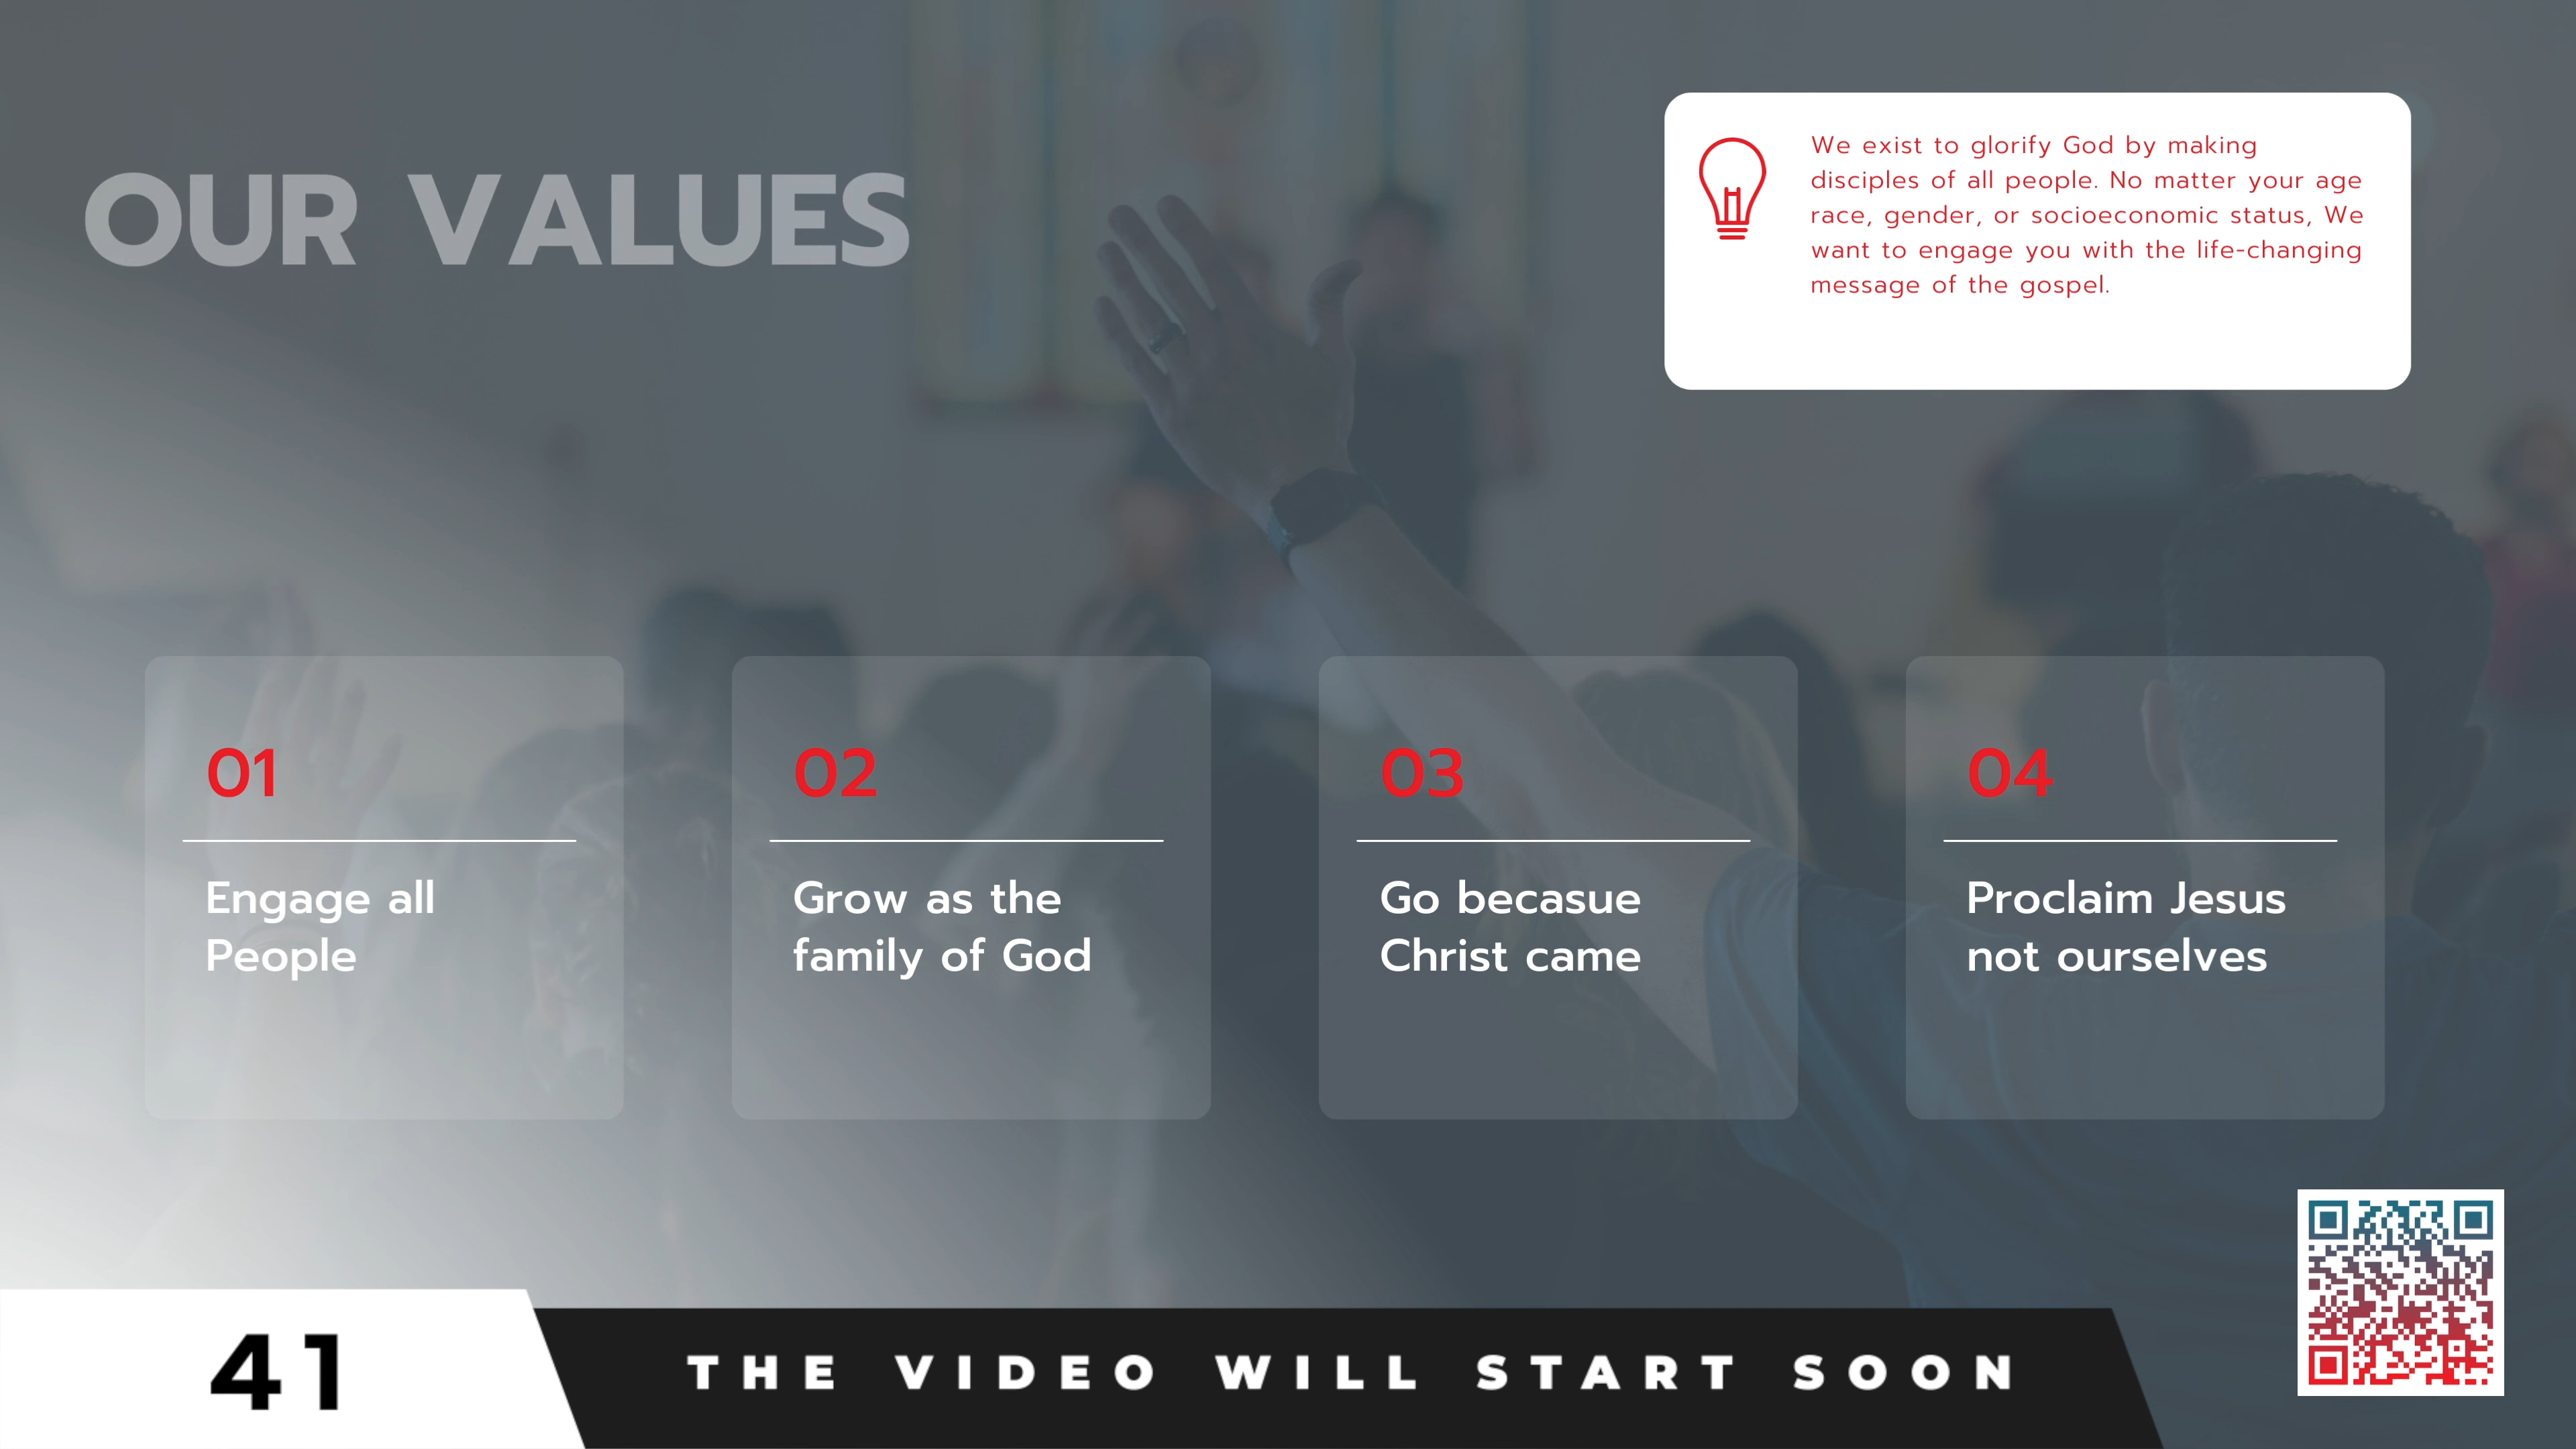 OUR VALUES
We exist to glorify God by making
disciples of all people. No matter your age
race, gender, or socioeconomic status, We
want to engage you with the life-changing
message of the gospel.
01
Engage all
People
02
Grow as the
family of God
03
Go becasue
Christ came
04
Proclaim Jesus
not ourselves
41
THE VIDEO WILL START SOON